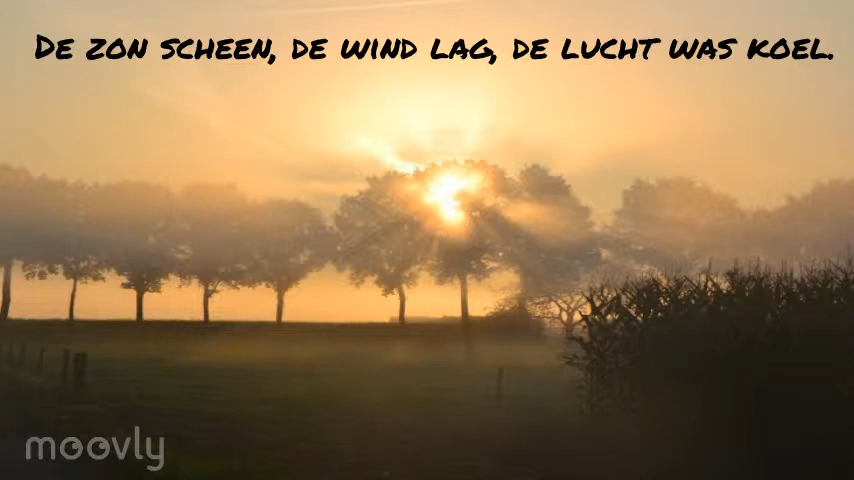 De zon scheen, de wind lag, de lucht was koel.
moovly